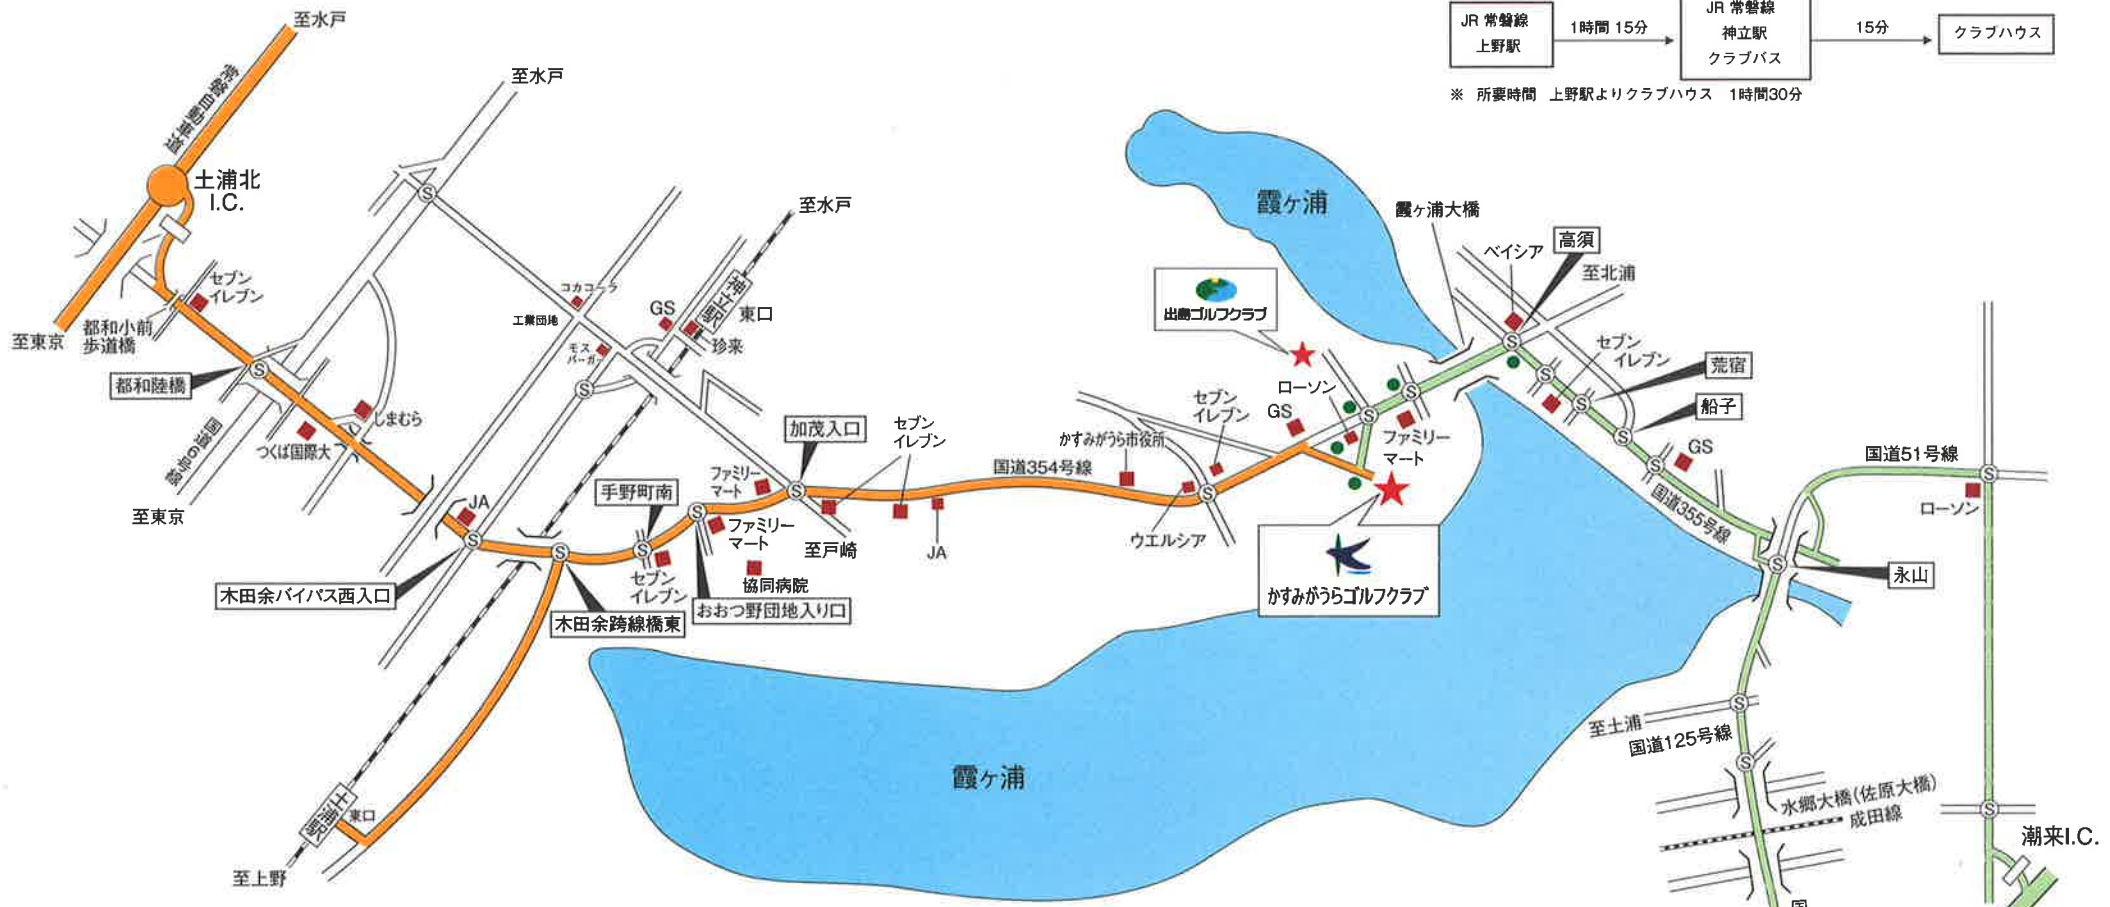 JR 常磐線
上野駅
1時間 15分
JR 常磐線
神立駅
クラブバス
15分
クラブハウス
※ 所要時間 上野駅よりクラブハウス 1時間30分
至水戸
常磐自動車道
土浦北
I.C.
至東京
セブン
イレブン
都和小前
歩道橋
都和陸橋
国道6号線
至東京
つくば国際大
しまむら
至水戸
コカコーラ
工業団地
モス
バーガー
GS
神立駅
東口
珍来
至水戸
JA
木田余バイパス西入口
木田余跨線橋東
手野町南
セブン
イレブン
ファミリー
マート
ファミリー
マート
協同病院
おおつ野団地入り口
加茂入口
至戸崎
セブン
イレブン
JA
国道354号線
かすみがうら市役所
ウエルシア
セブン
イレブン
GS
ローソン
ファミリー
マート
出島ゴルフクラブ
かすみがうらゴルフクラブ
霞ヶ浦
霞ヶ浦大橋
ベイシア
高須
至北浦
セブン
イレブン
荒宿
船子
GS
国道355号線
国道51号線
ローソン
永山
至土浦
国道125号線
水郷大橋(佐原大橋)
成田線
潮来I.C.
国
霞ヶ浦
土浦駅
東口
至上野